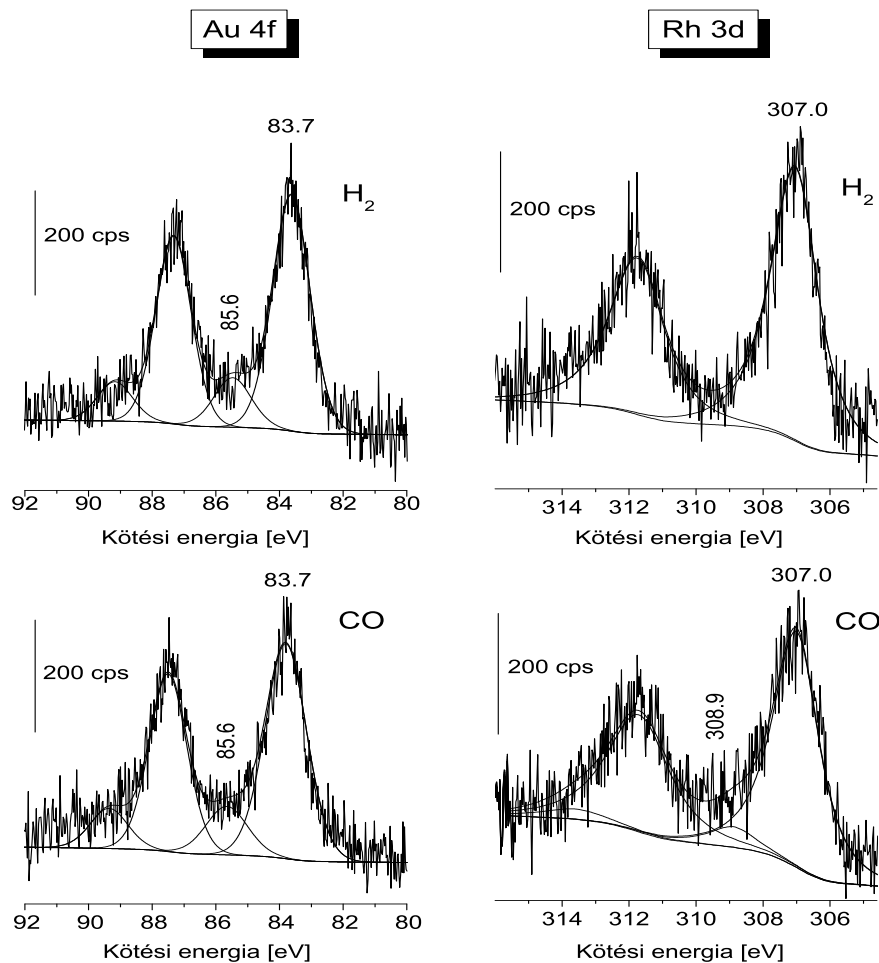 Au 4f
Rh 3d
83.7
H2
200 cps
85.6
92 90 88 86 84 82 80
Kötési energia [eV]
307.0
H2
200 cps
314 312 310 308 306
Kötési energia [eV]
83.7
CO
200 cps
85.6
92 90 88 86 84 82 80
Kötési energia [eV]
307.0
CO
200 cps
308.9
314 312 310 308 306
Kötési energia [eV]